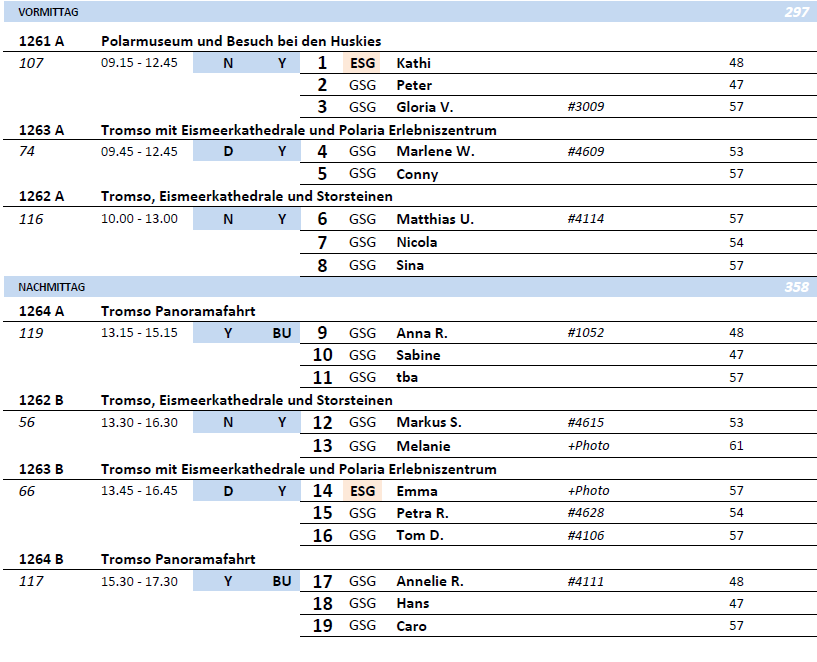 VORMITTAG 297
1261 A Polarmuseum und Besuch bei den Huskies
107 09.15 - 12.45 N Y 1 ESG Kathi 48
2 GSG Peter 47
3 GSG Gloria V. #3009 57
1263 A Tromso mit Eismeerkathedrale und Polaria Erlebniszentrum
74 09.45 - 12.45 D Y 4 GSG Marlene W. #4609 53
5 GSG Conny 57
1262 A Tromso, Eismeerkathedrale und Storsteinen
116 10.00 - 13.00 N Y 6 GSG Matthias U. #4114 57
7 GSG Nicola 54
8 GSG Sina 57
NACHMITTAG 358
1264 A Tromso Panoramafahrt
119 13.15 - 15.15 Y BU 9 GSG Anna R. #1052 48
10 GSG Sabine 47
11 GSG tba 57
1262 B Tromso, Eismeerkathedrale und Storsteinen
56 13.30 - 16.30 N Y 12 GSG Markus S. #4615 53
13 GSG Melanie +Photo 61
1263 B Tromso mit Eismeerkathedrale und Polaria Erlebniszentrum
66 13.45 - 16.45 D Y 14 ESG Emma +Photo 57
15 GSG Petra R. #4628 54
16 GSG Tom D. #4106 57
1264 B Tromso Panoramafahrt
117 15.30 - 17.30 Y BU 17 GSG Annelie R. #4111 48
18 GSG Hans 47
19 GSG Caro 57